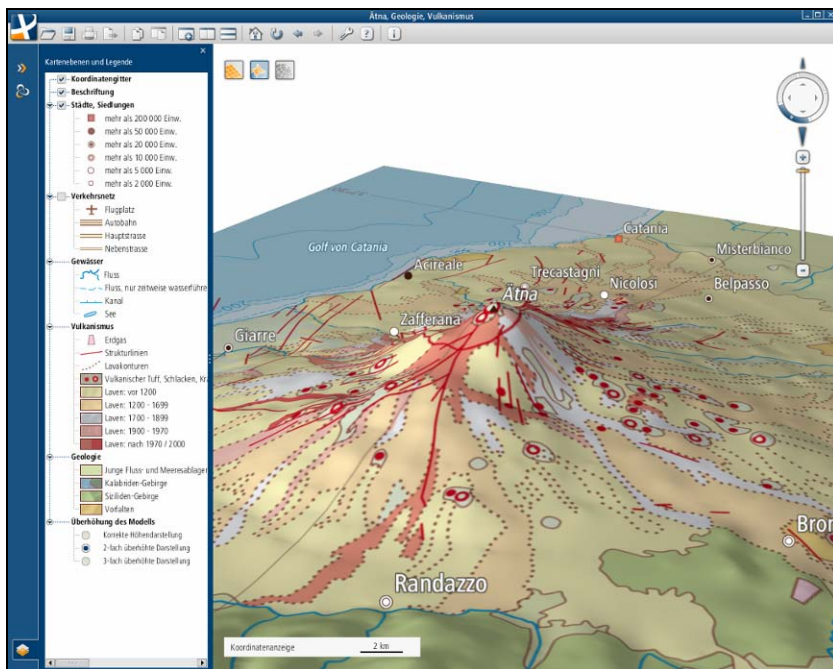 Ätna, Geologie, Vulkanismus
Kartenebenen und Legende
Koordinatengitter
Beschriftung
Städte, Siedlungen
mehr als 200 000 Einw.
mehr als 50 000 Einw.
mehr als 20 000 Einw.
mehr als 10 000 Einw.
mehr als 5 000 Einw.
mehr als 2 000 Einw.
Verkehrsnetz
Flugplatz
Autobahn
Hauptstrasse
Nebenstrasse
Gewässer
Fluss
Fluss, nur zeitweise wasserführe
Kanal
See
Vulkanismus
Erdgas
Strukturlinien
Lavakonturen
Vulkanischer Tuff, Schlacken, Kra
Laven: vor 1200
Laven: 1200 - 1699
Laven: 1700 - 1899
Laven: 1900 - 1970
Laven: nach 1970 / 2000
Geologie
Junge Fluss- und Meeresablager
Kalabriden-Gebirge
Siziliden-Gebirge
Vorfalten
Überhöhung des Modells
Korrekte Höhendarstellung
2-fach überhöhte Darstellung
3-fach überhöhte Darstellung
Golf von Catania
Catania
Misterbianco
Acireale
Trecastagni
Nicolosi
Belpasso
Ätna
Zafferana
Giarre
Bron
Randazzo
Koordinatenanzeige
2 km